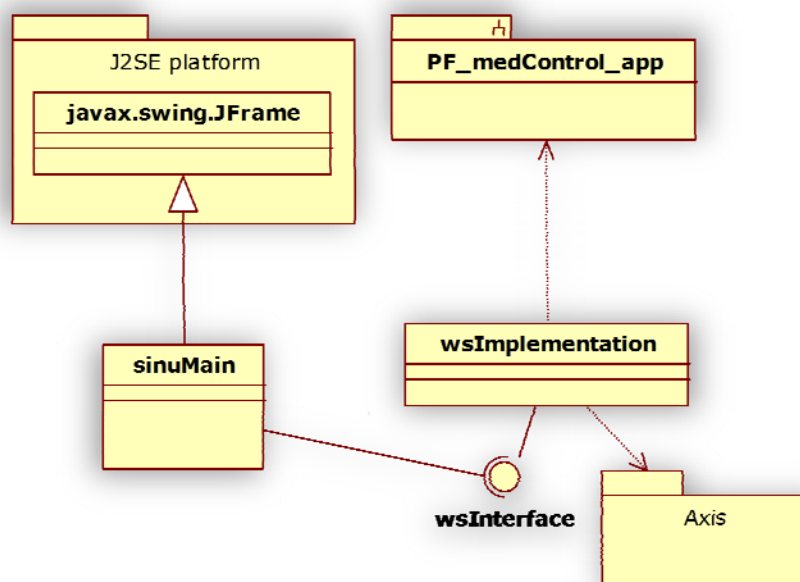 J2SE platform
javax.swing.JFrame
PF_medControl_app
sinuMain
wsImplementation
wsInterface
Axis